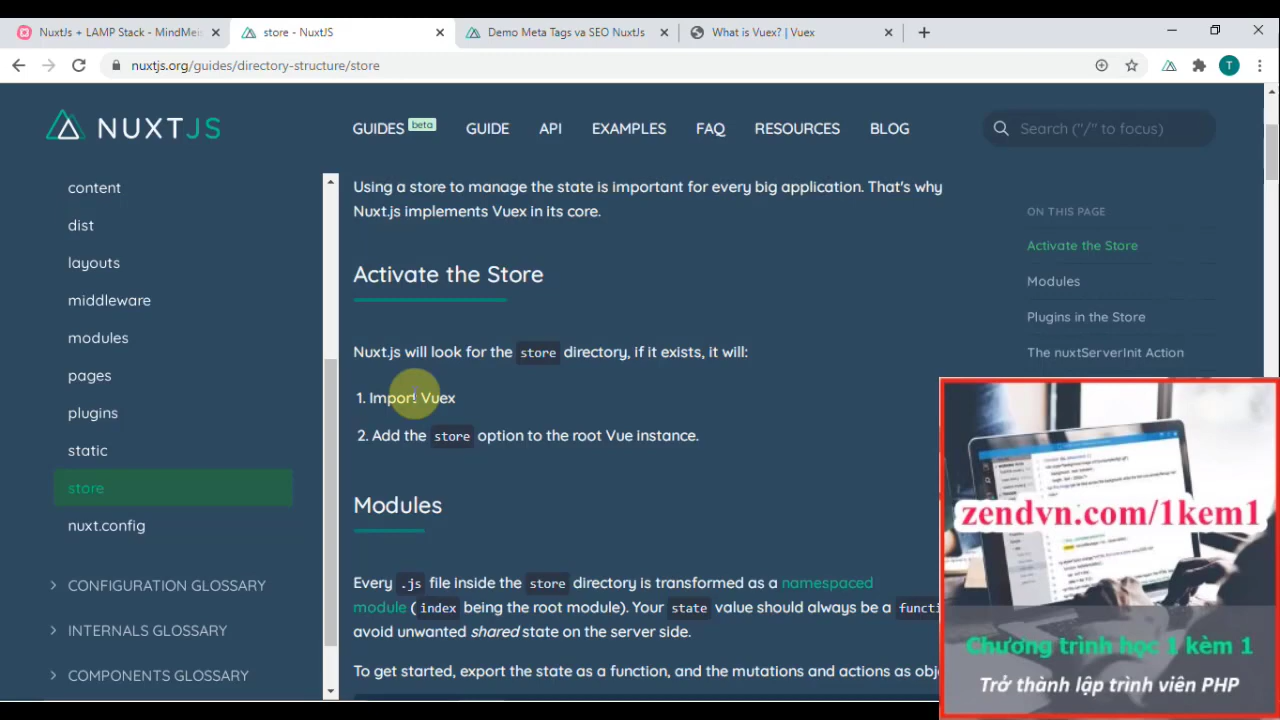 NuxtJs + LAMP Stack - MindMei
store - NuxtJS
Demo Meta Tags va SEO NuxtJs
What is Vuex? | Vuex
nuxtjs.org/guides/directory-structure/store
T
NUXTJS
GUIDES beta
GUIDE
API
EXAMPLES
FAQ
RESOURCES
BLOG
Search ("/" to focus)
content
dist
layouts
middleware
modules
pages
plugins
static
store
nuxt.config
CONFIGURATION GLOSSARY
INTERNALS GLOSSARY
COMPONENTS GLOSSARY
Using a store to manage the state is important for every big application. That's why
Nuxt.js implements Vuex in its core.
Activate the Store
Nuxt.js will look for the store directory, if it exists, it will:
1. Import Vuex
2. Add the store option to the root Vue instance.
Modules
Every .js file inside the store directory is transformed as a namespaced
module (index being the root module). Your state value should always be a functi
avoid unwanted shared state on the server side.
To get started, export the state as a function, and the mutations and actions as obj
ON THIS PAGE
Activate the Store
Modules
Plugins in the Store
The nuxtServerInit Action
zendvn.com/1kem1
Chương trình học 1 kèm 1
Trở thành lập trình viên PHP